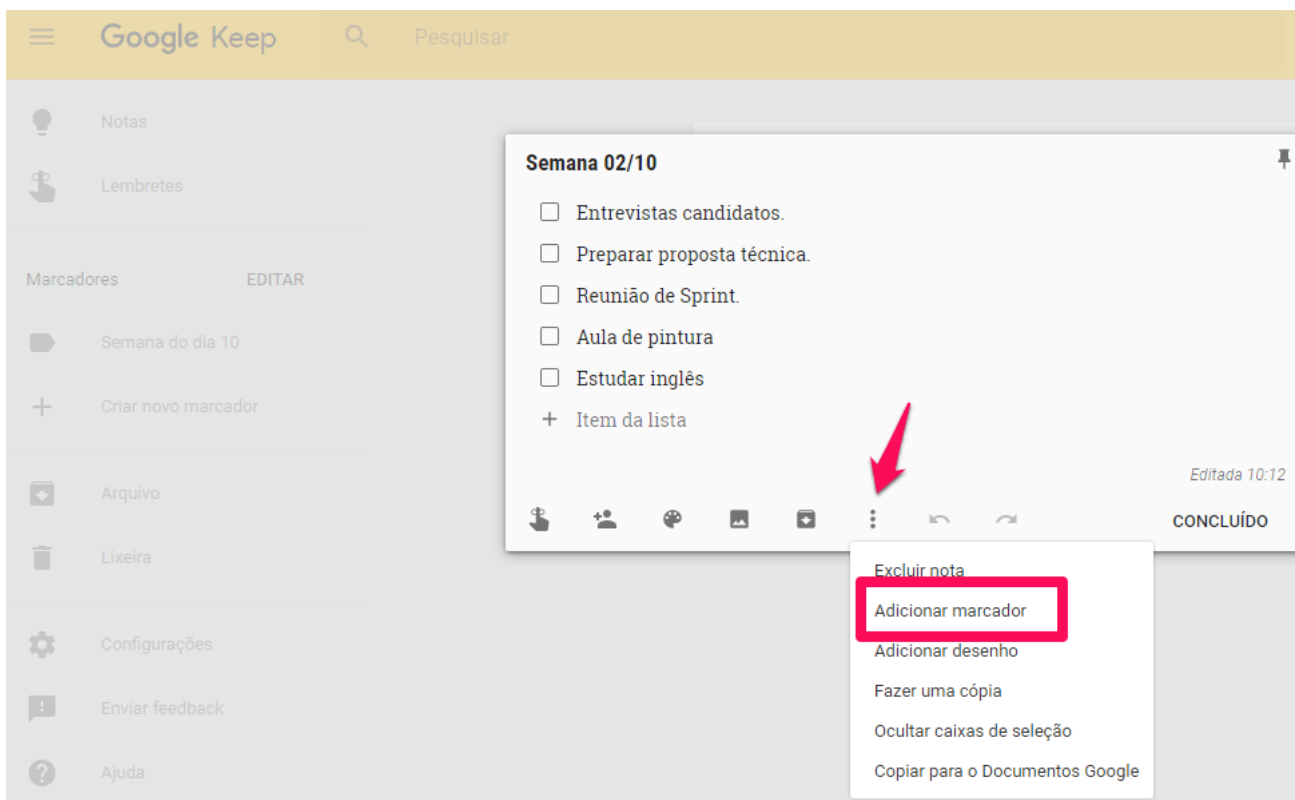 Google Keep
Pesquisar
Notas
Lembretes
Marcadores EDITAR
Semana do dia 10
Criar novo marcador
Arquivo
Lixeira
Configurações
Enviar feedback
Ajuda
Semana 02/10
Entrevistas candidatos.
Preparar proposta técnica.
Reunião de Sprint.
Aula de pintura
Estudar inglês
Item da lista
Editada 10:12
CONCLUÍDO
Excluir nota
Adicionar marcador
Adicionar desenho
Fazer uma cópia
Ocultar caixas de seleção
Copiar para o Documentos Google